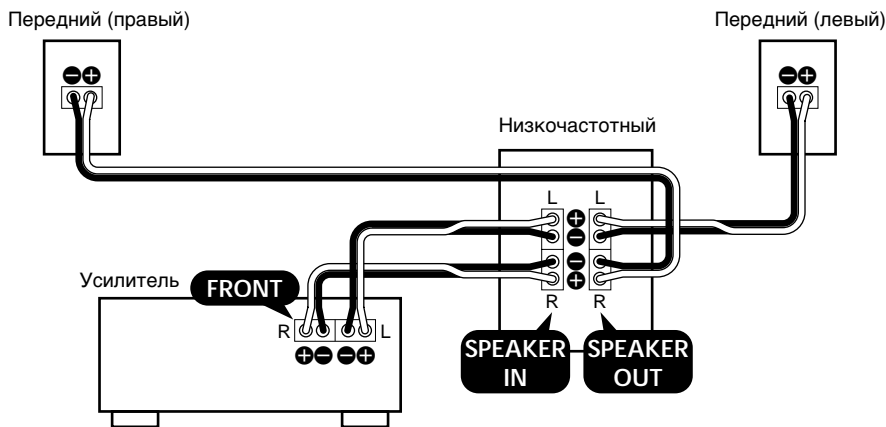 Передний (правый)
Передний (левый)
Низкочастотный
L L
Усилитель
FRONT
R L
R R
SPEAKER
IN
SPEAKER
OUT